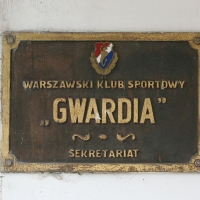 WARSZAWSKI KLUB SPORTOWY
„GWARDIA”
SEKRETARIAT